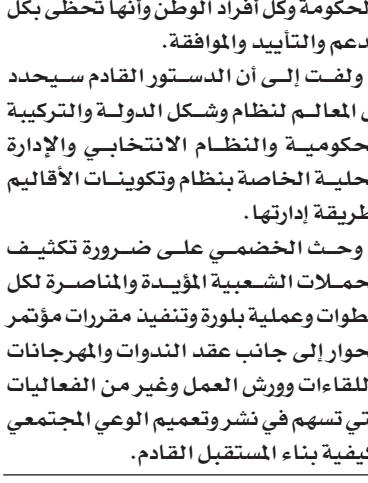 لحكومة وكل أفراد الوطن وأنها تحظى بكل
دعم والتأييد والموافقة.
ولفت إلى أن الدستور القادم سيحدد
ل المعالم لنظام وشكل الدولة والتركيبة
حكومية والنظام الانتخابي والإدارة
حلية الخاصة بنظام وتكوينات الأقاليم
طريقة إدارتها.
وحث الخضمي على ضرورة تكثيف
حملات الشعبية المؤيدة والمناصرة لكل
طوات وعملية بلورة وتنفيذ مقررات مؤتمر
حوار إلى جانب عقد الندوات والمهرجانات
اللقاءات وورش العمل وغير من الفعاليات
تي تسهم في نشر وتعميم الوعي المجتمعي
كيفية بناء المستقبل القادم.